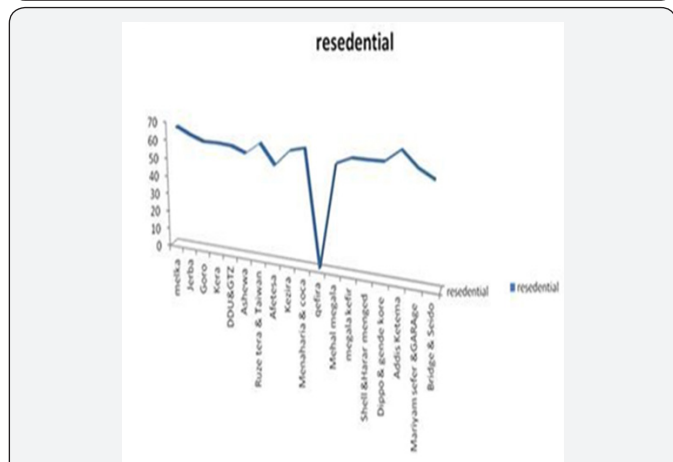 resedential
70
60
50
40
30
20
10
0
melka
Jerba
Goro
Kera
DDU&GTZ
Ashewa
Ruze tera & Taiwan
Afetesa
Kezira
Menaharia & coca
qefira
Mehal megala
megala kefir
Shell &Harar menged
Dippo & gende kore
Addis Ketema
Mariyam sefer &GARAge
Bridge & Seido
resedential
resedential